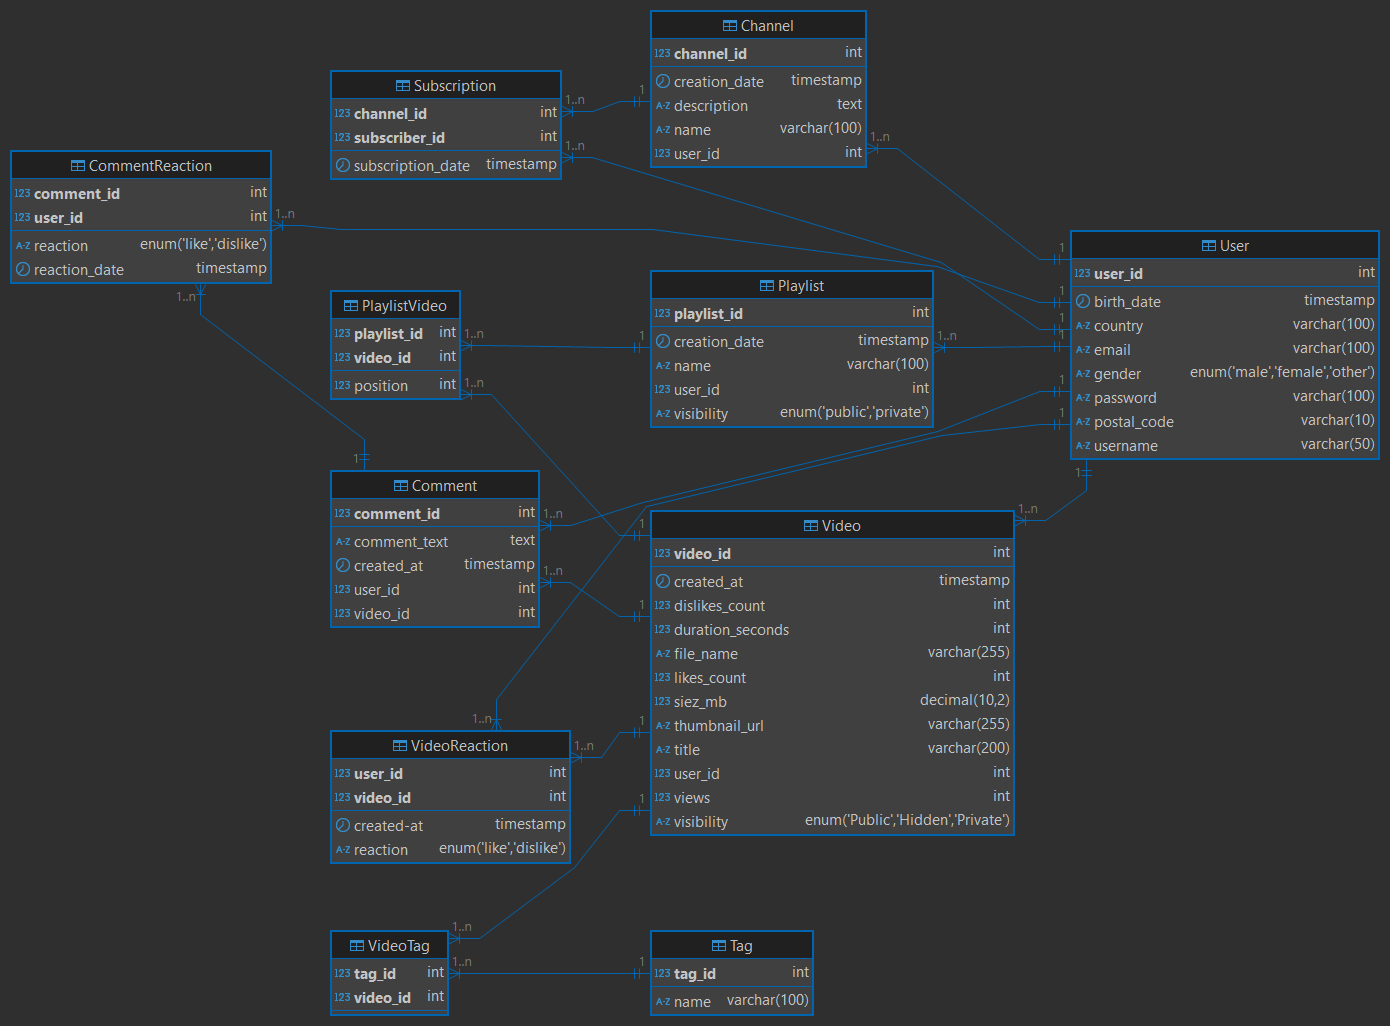 Channel
123 channel_id int
creation_date timestamp
A-Z description text
A-Z name varchar(100)
123 user_id int
1
1..n
Subscription
123 channel_id int
123 subscriber_id int
subscription_date timestamp
1..n
1..n
CommentReaction
123 comment_id int
123 user_id int
A-Z reaction enum('like','dislike')
reaction_date timestamp
1..n
1..n
User
123 user_id int
birth_date timestamp
A-Z country varchar(100)
A-Z email varchar(100)
A-Z gender enum('male','female','other')
A-Z password varchar(100)
A-Z postal_code varchar(10)
A-Z username varchar(50)
1
1
1
1
1
1
1
Playlist
123 playlist_id int
creation_date timestamp
A-Z name varchar(100)
123 user_id int
A-Z visibility enum('public','private')
1
1..n
PlaylistVideo
123 playlist_id int
123 video_id int
123 position int
1..n
1..n
1
Comment
123 comment_id int
A-Z comment_text text
created_at timestamp
123 user_id int
123 video_id int
1..n
1..n
Video
123 video_id int
created_at timestamp
123 dislikes_count int
123 duration_seconds int
A-Z file_name varchar(255)
123 likes_count int
123 siez_mb decimal(10,2)
A-Z thumbnail_url varchar(255)
A-Z title varchar(200)
123 user_id int
123 views int
A-Z visibility enum('Public','Hidden','Private')
1..n
1
1
1
1
1..n
VideoReaction
123 user_id int
123 video_id int
created-at timestamp
A-Z reaction enum('like','dislike')
1..n
VideoTag
123 tag_id int
123 video_id int
1..n
1..n
1
Tag
123 tag_id int
A-Z name varchar(100)